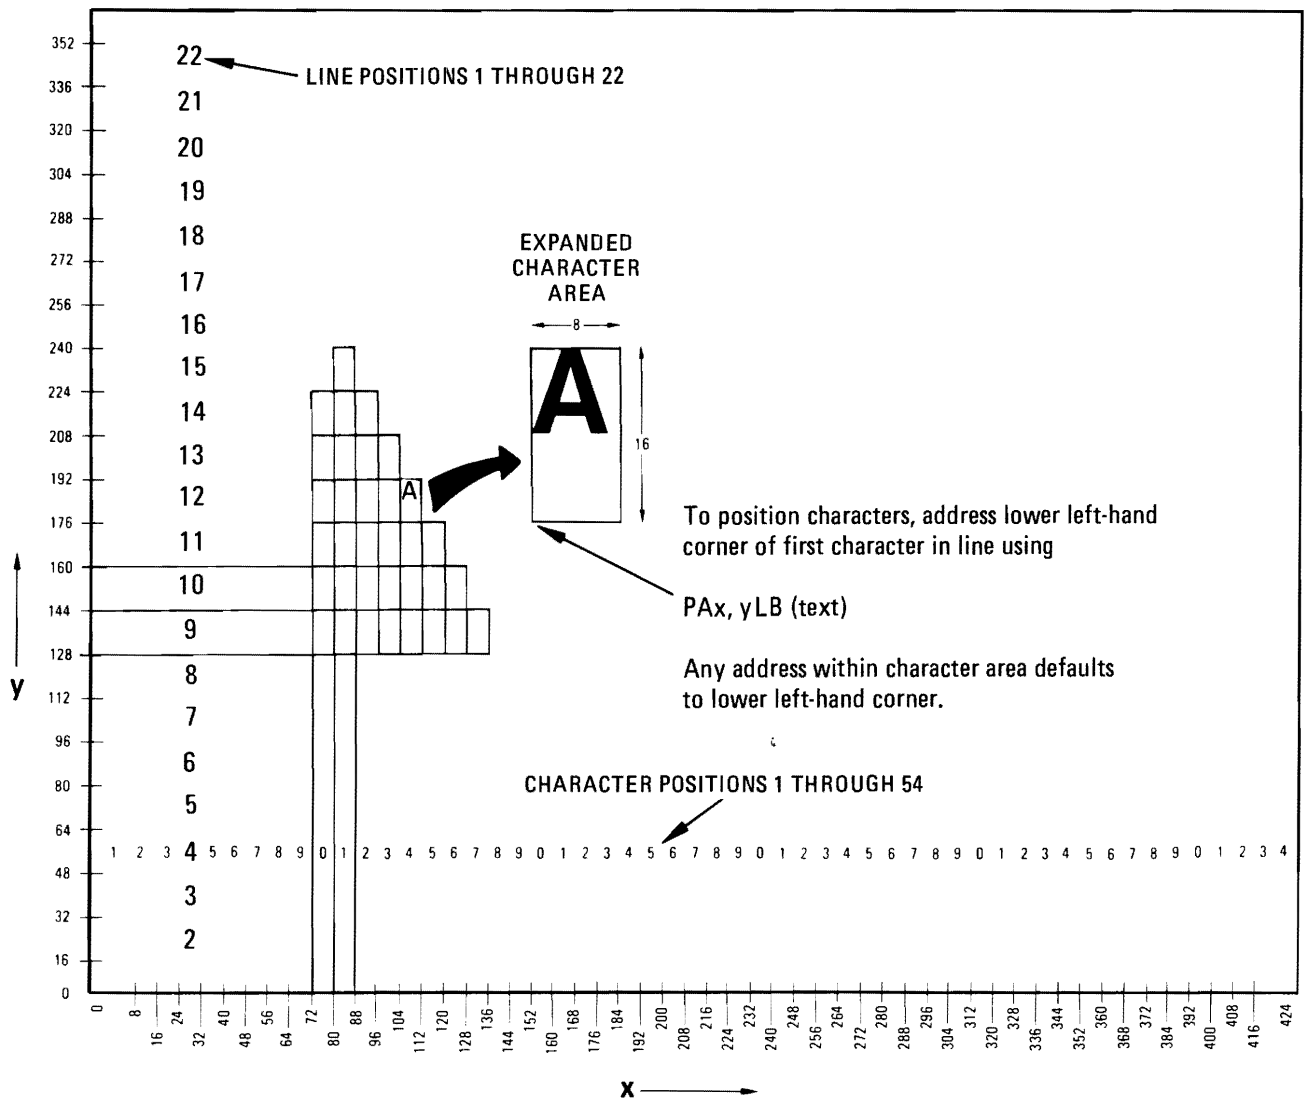 352
22
LINE POSITIONS 1 THROUGH 22
336
21
320
20
304
19
288
18
EXPANDED
CHARACTER
AREA
272
17
256
16
8
240
15
224
14
208
13
16
192
12
A
A
176
To position characters, address lower left-hand
corner of first character in line using
11
160
10
144
PAx, yLB (text)
9
128
y
8
Any address within character area defaults
to lower left-hand corner.
112
7
96
6
80
5
CHARACTER POSITIONS 1 THROUGH 54
64
1 2 3 4 5 6 7 8 9 0 1 2 3 4 5 6 7 8 9 0 1 2 3 4 5 6 7 8 9 0 1 2 3 4 5 6 7 8 9 0 1 2 3 4 5 6 7 8 9 0 1 2 3 4
48
3
32
2
16
0
0 8 24 40 56 72 80 88 104 120 136 152 168 184 200 216 232 248 264 280 296 312 328 344 360 376 392 408 424
16 32 48 64 96 112 128 144 160 176 192 208 224 240 256 272 288 304 320 336 352 368 384 400 416
x